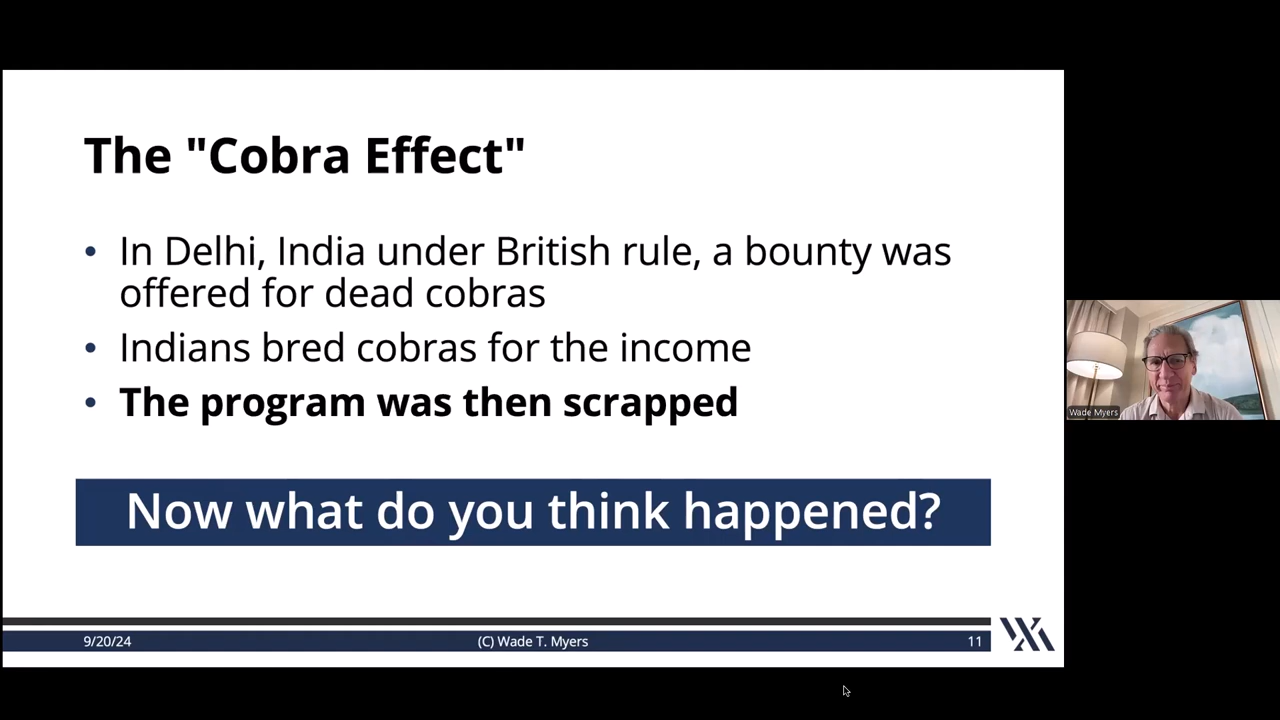 The "Cobra Effect"
• In Delhi, India under British rule, a bounty was
offered for dead cobras
• Indians bred cobras for the income
• The program was then scrapped
Now what do you think happened?
Wade Myers
9/20/24
(C) Wade T. Myers
11